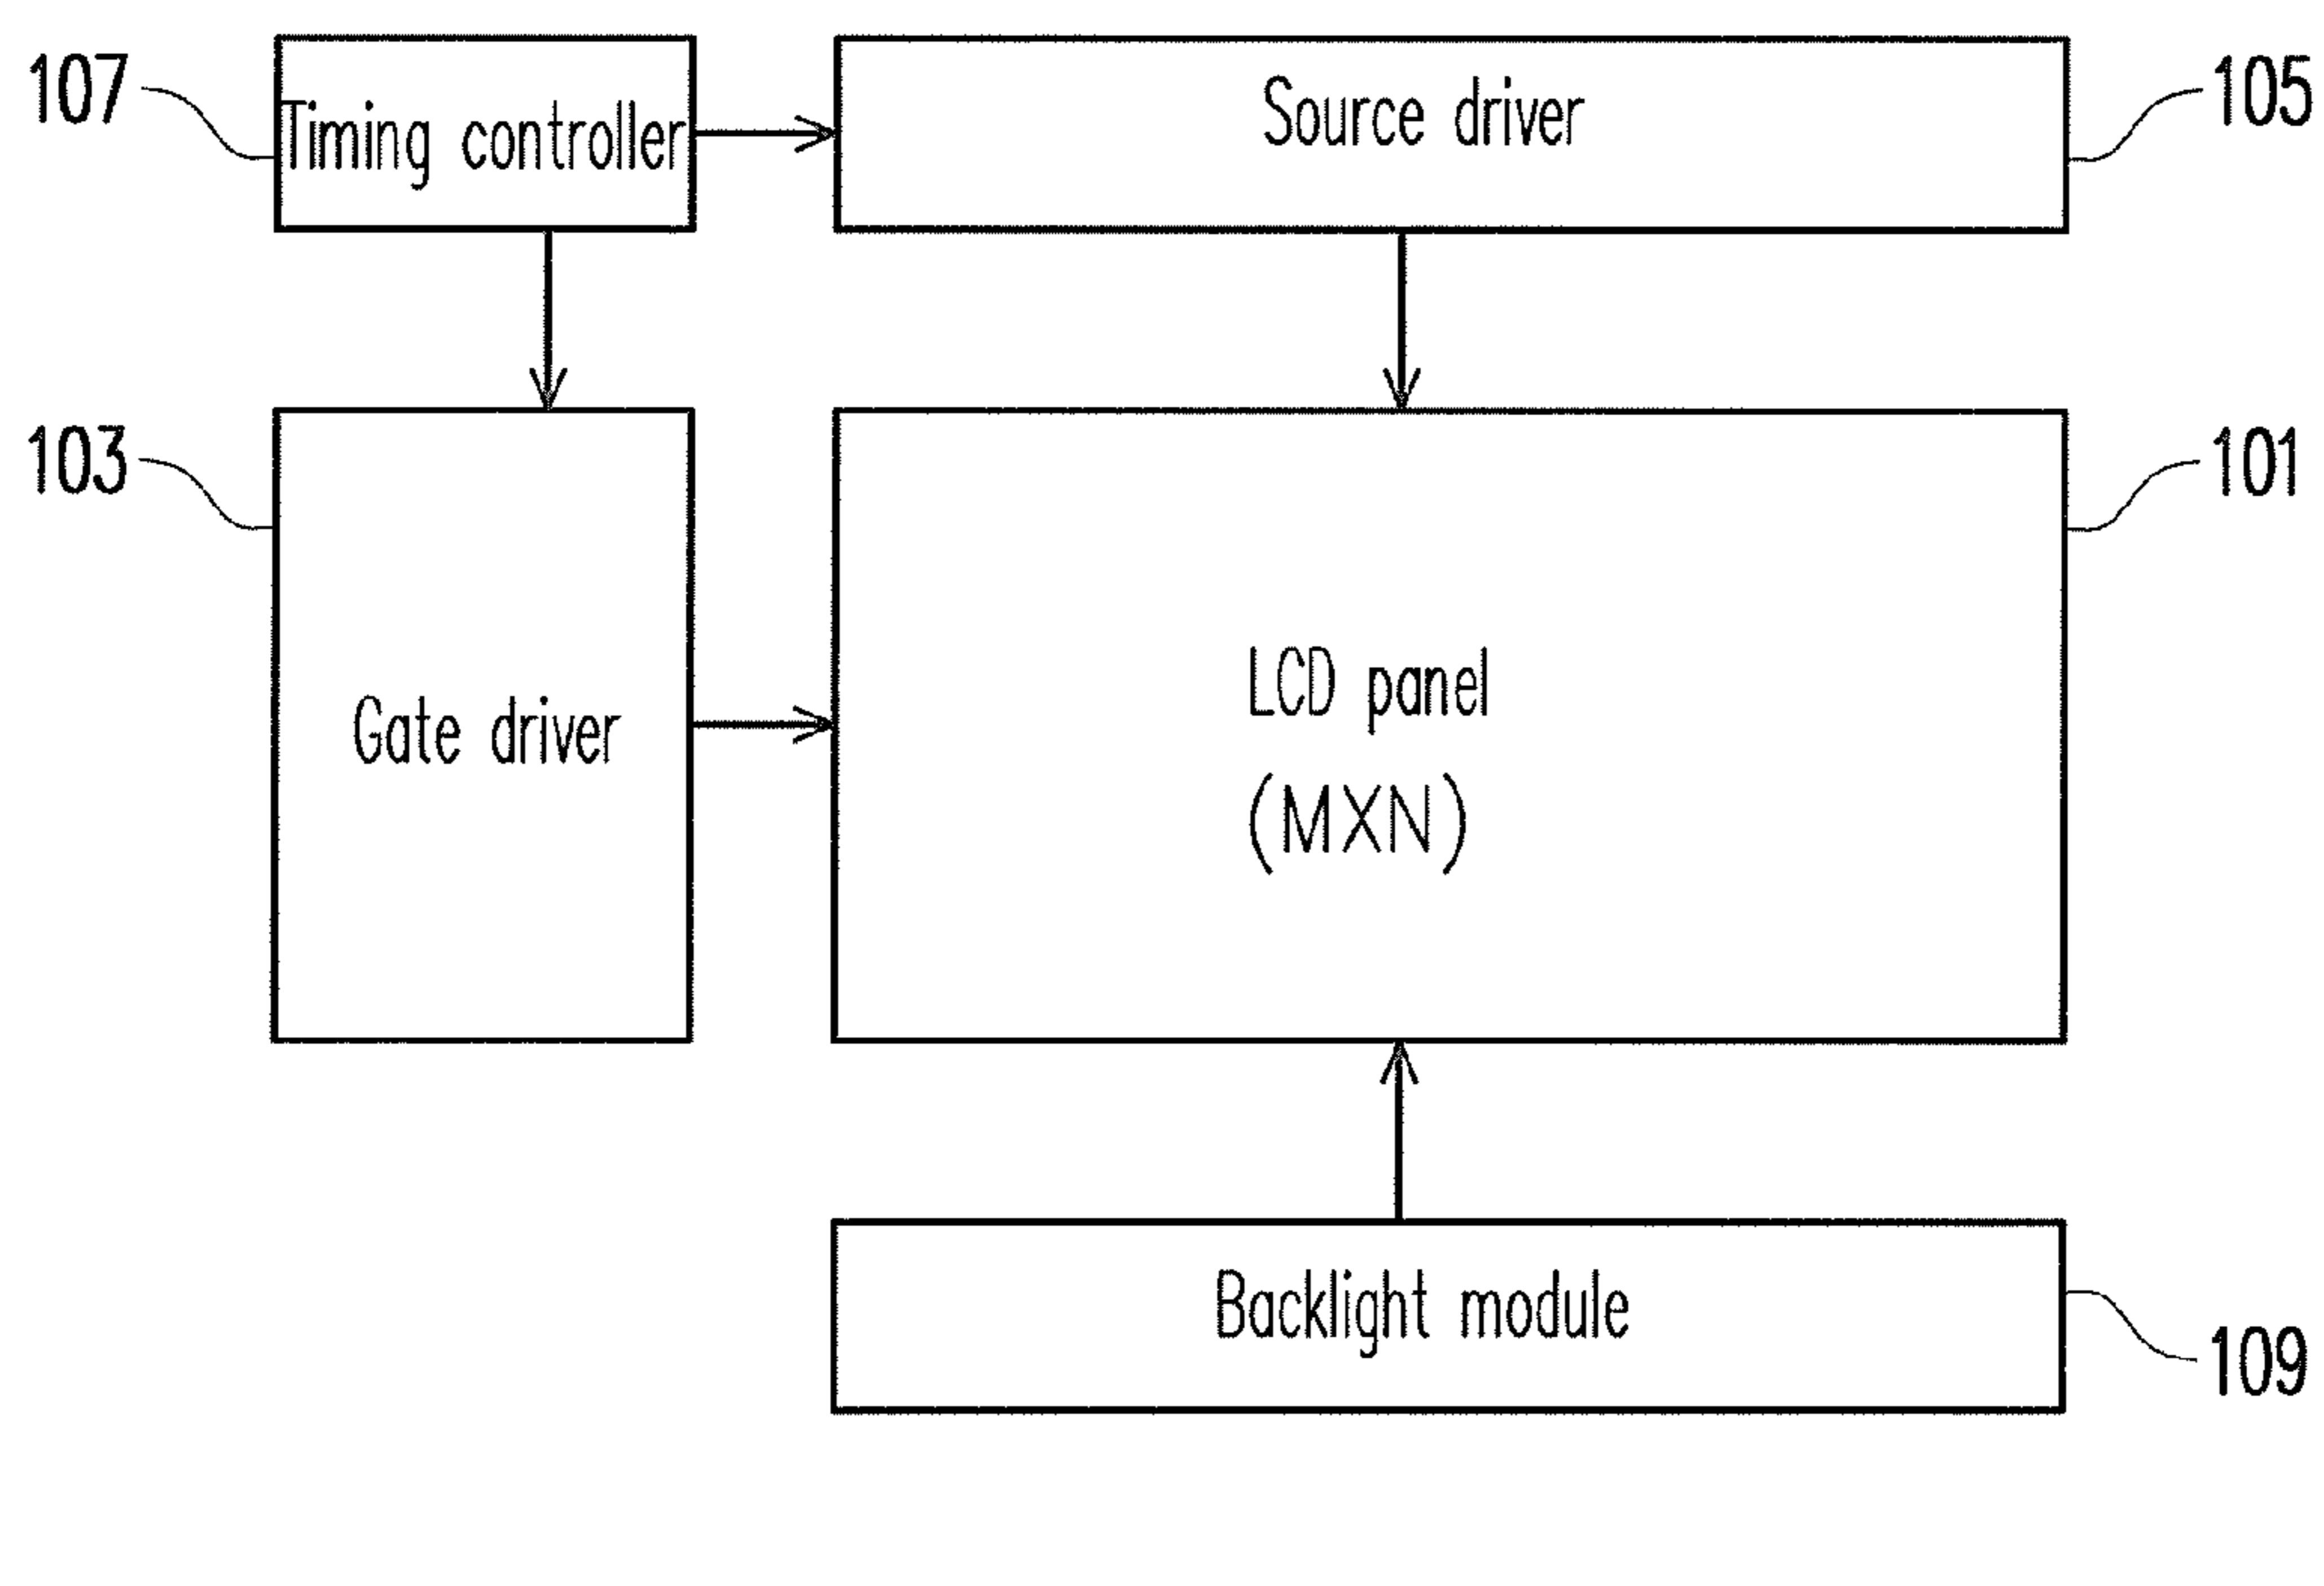 107
Timing controller
Source driver
105
103
Gate driver
LCD panel
(MXN)
101
Backlight module
109